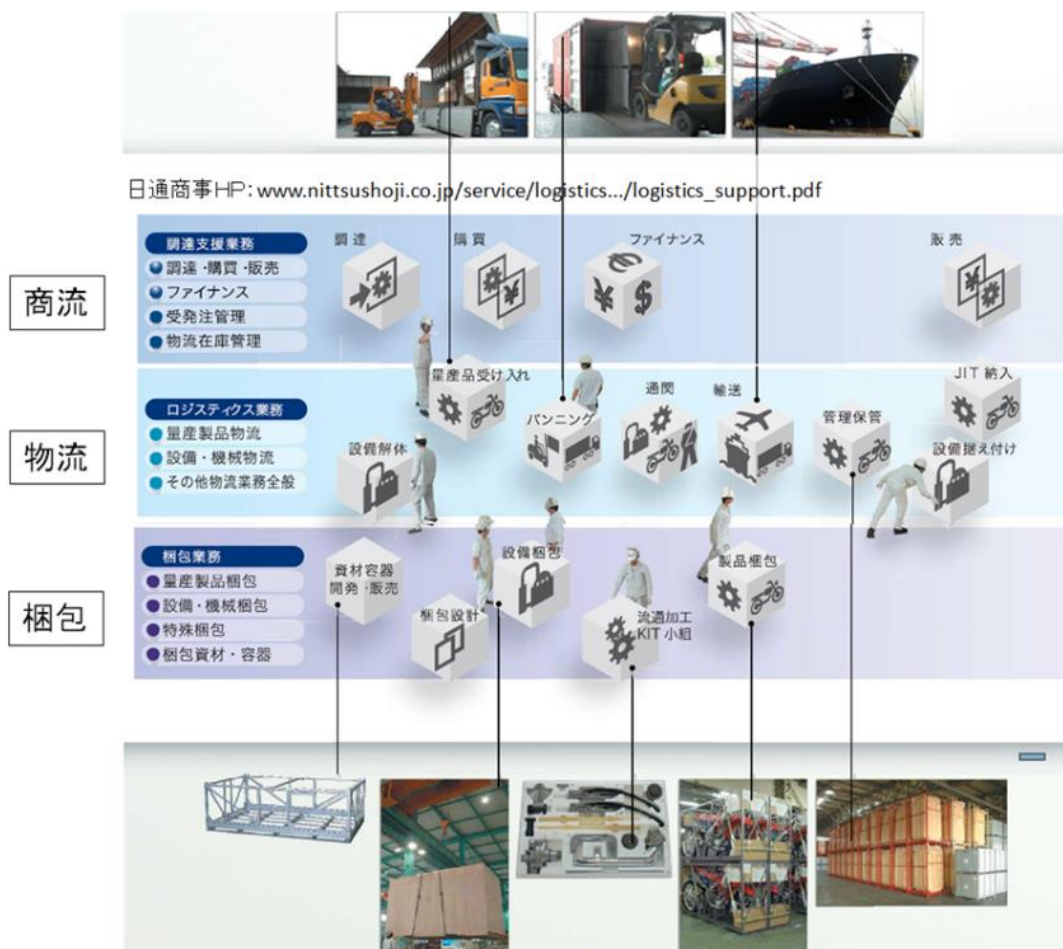 日通商事HP:www.nittsushoji.co.jp/service/logistics.../logistics_support.pdf
商流
調達支援業務
調達・購買・販売
ファイナンス
受発注管理
物流在庫管理
調達
購買
ファイナンス
販売
物流
ロジスティクス業務
量産製品物流
設備・機械物流
その他物流業務全般
設備解体
量産品受け入れ
バンニング
通関
輸送
管理保管
JIT納入
設備据え付け
梱包
梱包業務
量産製品梱包
設備・機械梱包
特殊梱包
梱包資材・容器
資材容器
開発・販売
梱包設計
設備梱包
流通加工
KIT小組
製品梱包